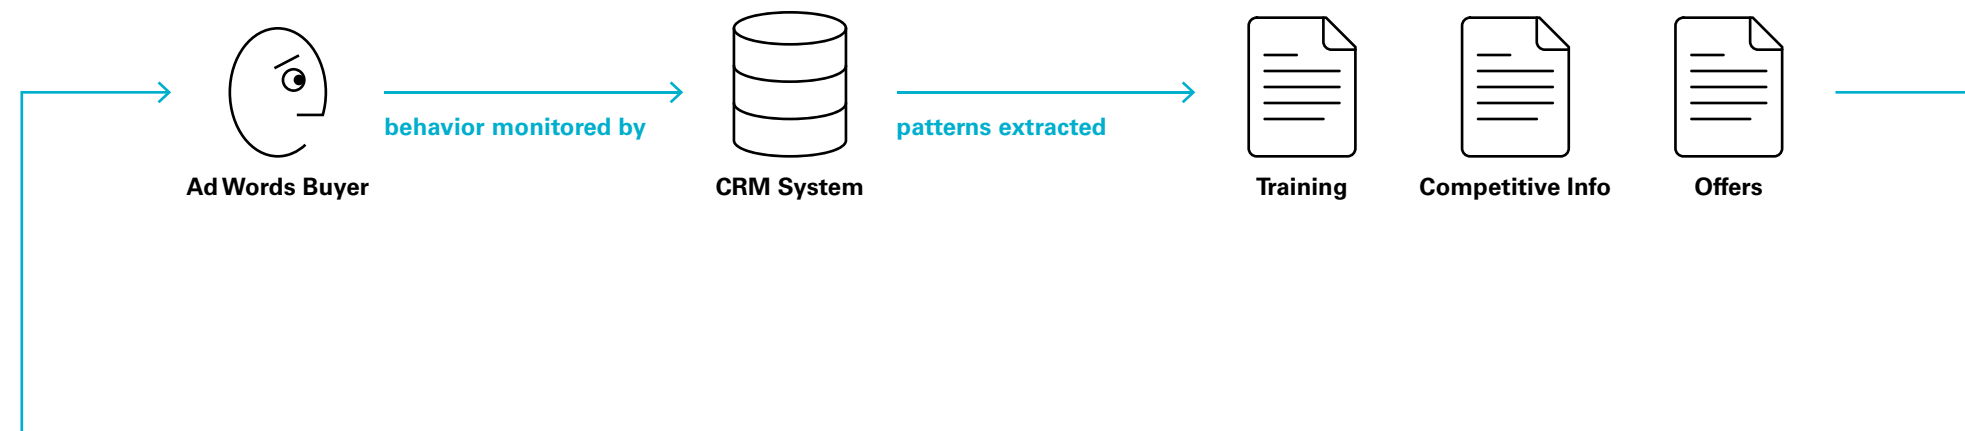 behavior monitored by
patterns extracted
Ad Words Buyer
CRM System
Training
Competitive Info
Offers